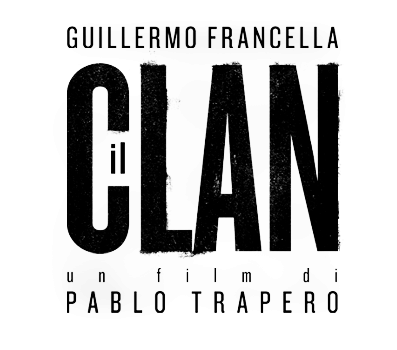 GUILLERMO FRANCELLA
il CLAN
un film di
PABLO TRAPERO